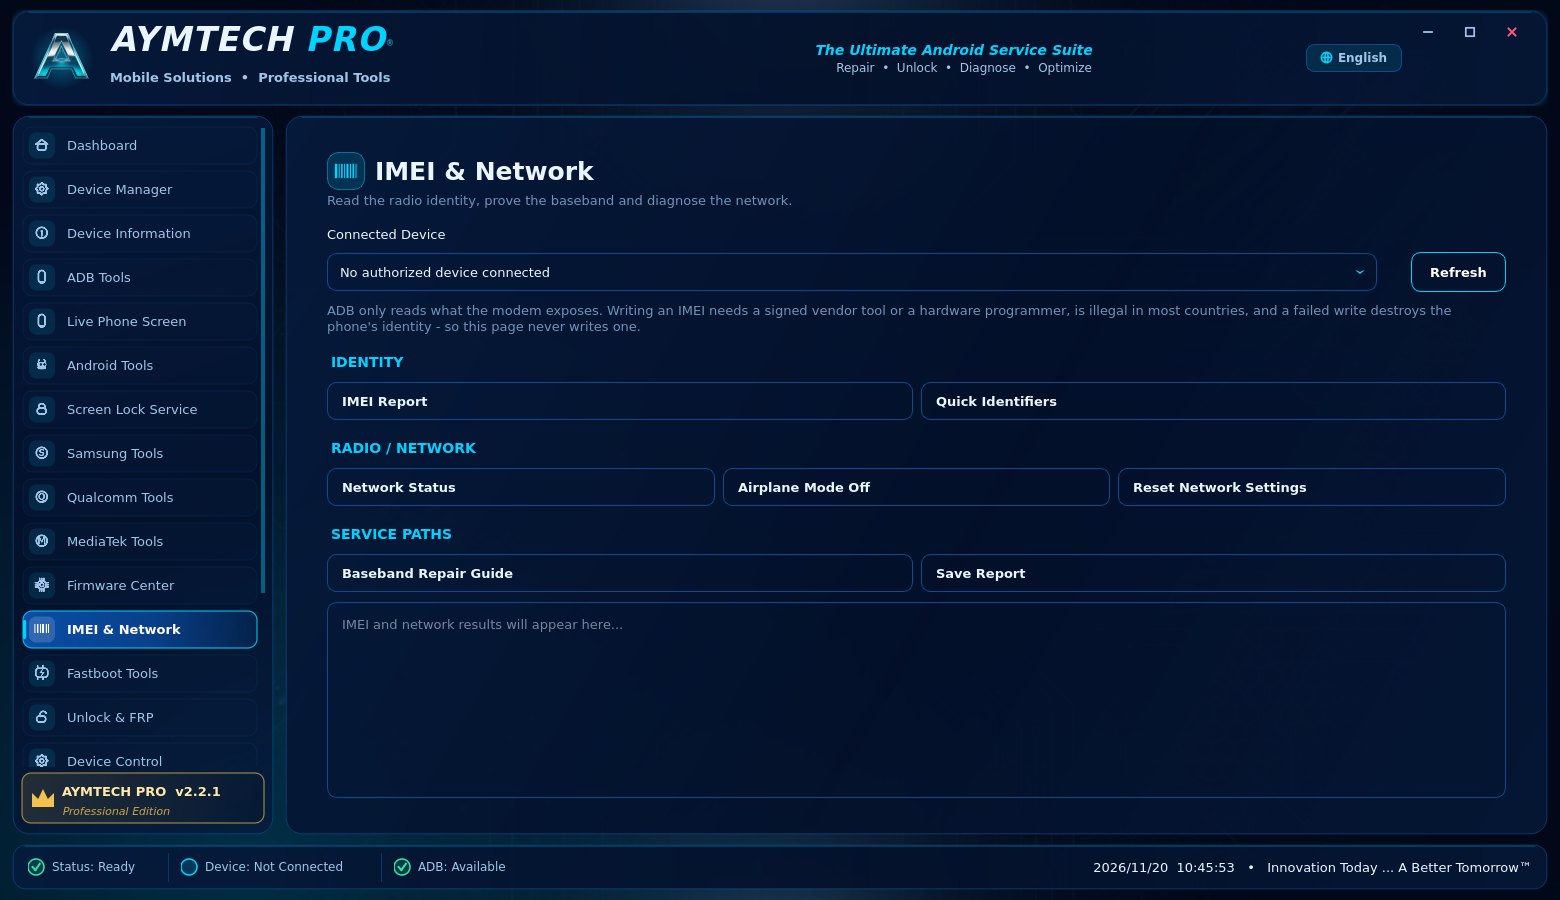 AYMTECH PRO®
Mobile Solutions • Professional Tools
The Ultimate Android Service Suite
Repair • Unlock • Diagnose • Optimize
English
Dashboard
Device Manager
Device Information
ADB Tools
Live Phone Screen
Android Tools
Screen Lock Service
Samsung Tools
Qualcomm Tools
MediaTek Tools
Firmware Center
IMEI & Network
Fastboot Tools
Unlock & FRP
Device Control
AYMTECH PRO v2.2.1
Professional Edition
IMEI & Network
Read the radio identity, prove the baseband and diagnose the network.
Connected Device
No authorized device connected
Refresh
ADB only reads what the modem exposes. Writing an IMEI needs a signed vendor tool or a hardware programmer, is illegal in most countries, and a failed write destroys the
phone's identity - so this page never writes one.
IDENTITY
IMEI Report
Quick Identifiers
RADIO / NETWORK
Network Status
Airplane Mode Off
Reset Network Settings
SERVICE PATHS
Baseband Repair Guide
Save Report
IMEI and network results will appear here...
Status: Ready
Device: Not Connected
ADB: Available
2026/11/20 10:45:53 • Innovation Today ... A Better Tomorrow™